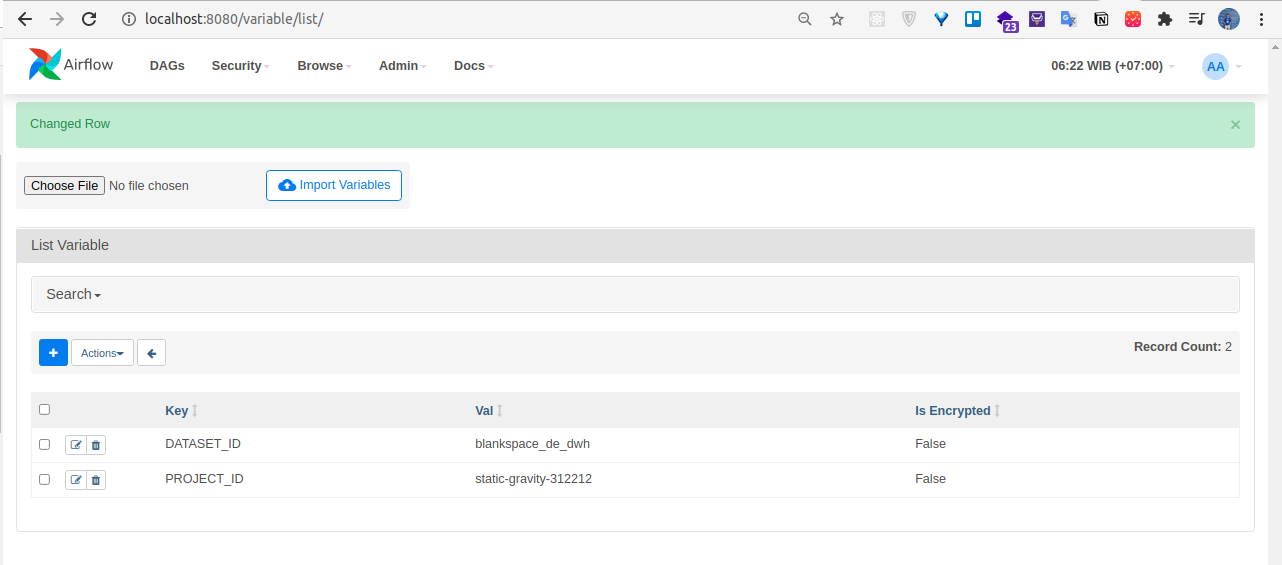 localhost:8080/variable/list/
23
Airflow DAGs Security Browse Admin Docs 06:22 WIB (+07:00) AA
Changed Row ×
Choose File No file chosen Import Variables
List Variable
Search
Actions Record Count: 2
Key Val Is Encrypted
DATASET_ID blankspace_de_dwh False
PROJECT_ID static-gravity-312212 False